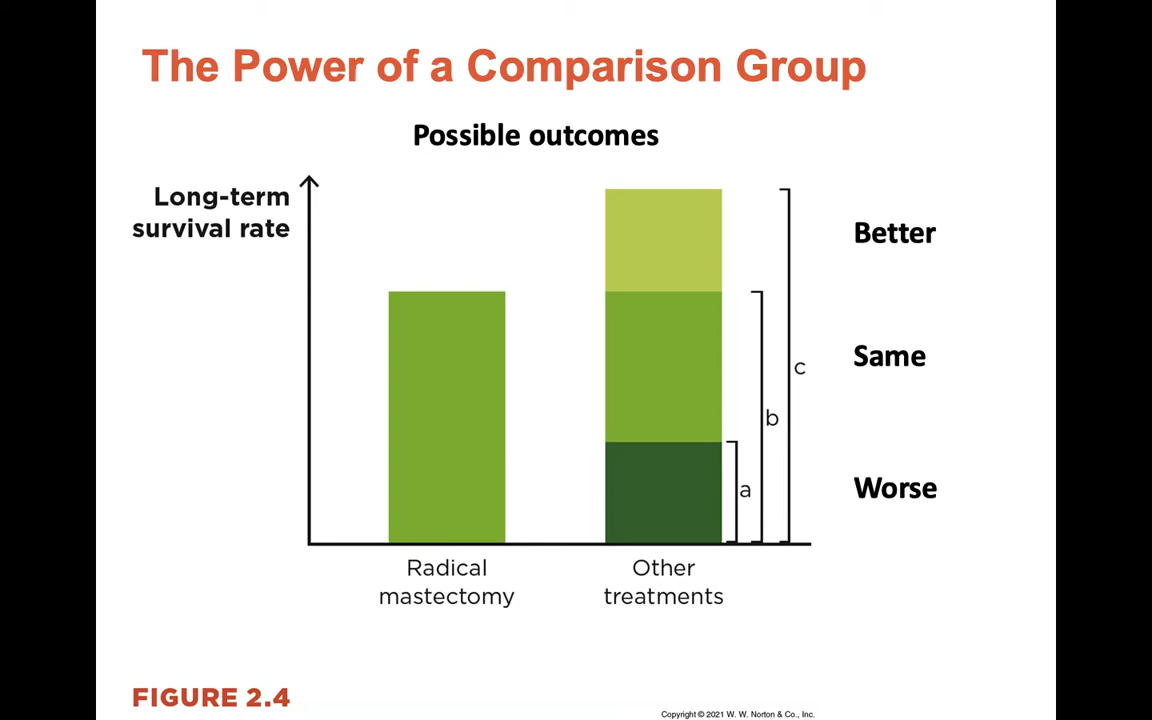 The Power of a Comparison Group
Possible outcomes
Long-term
survival rate
Better
Same
c
b
a
Worse
Radical
mastectomy
Other
treatments
FIGURE 2.4
Copyright © 2021 W. W. Norton & Co., Inc.